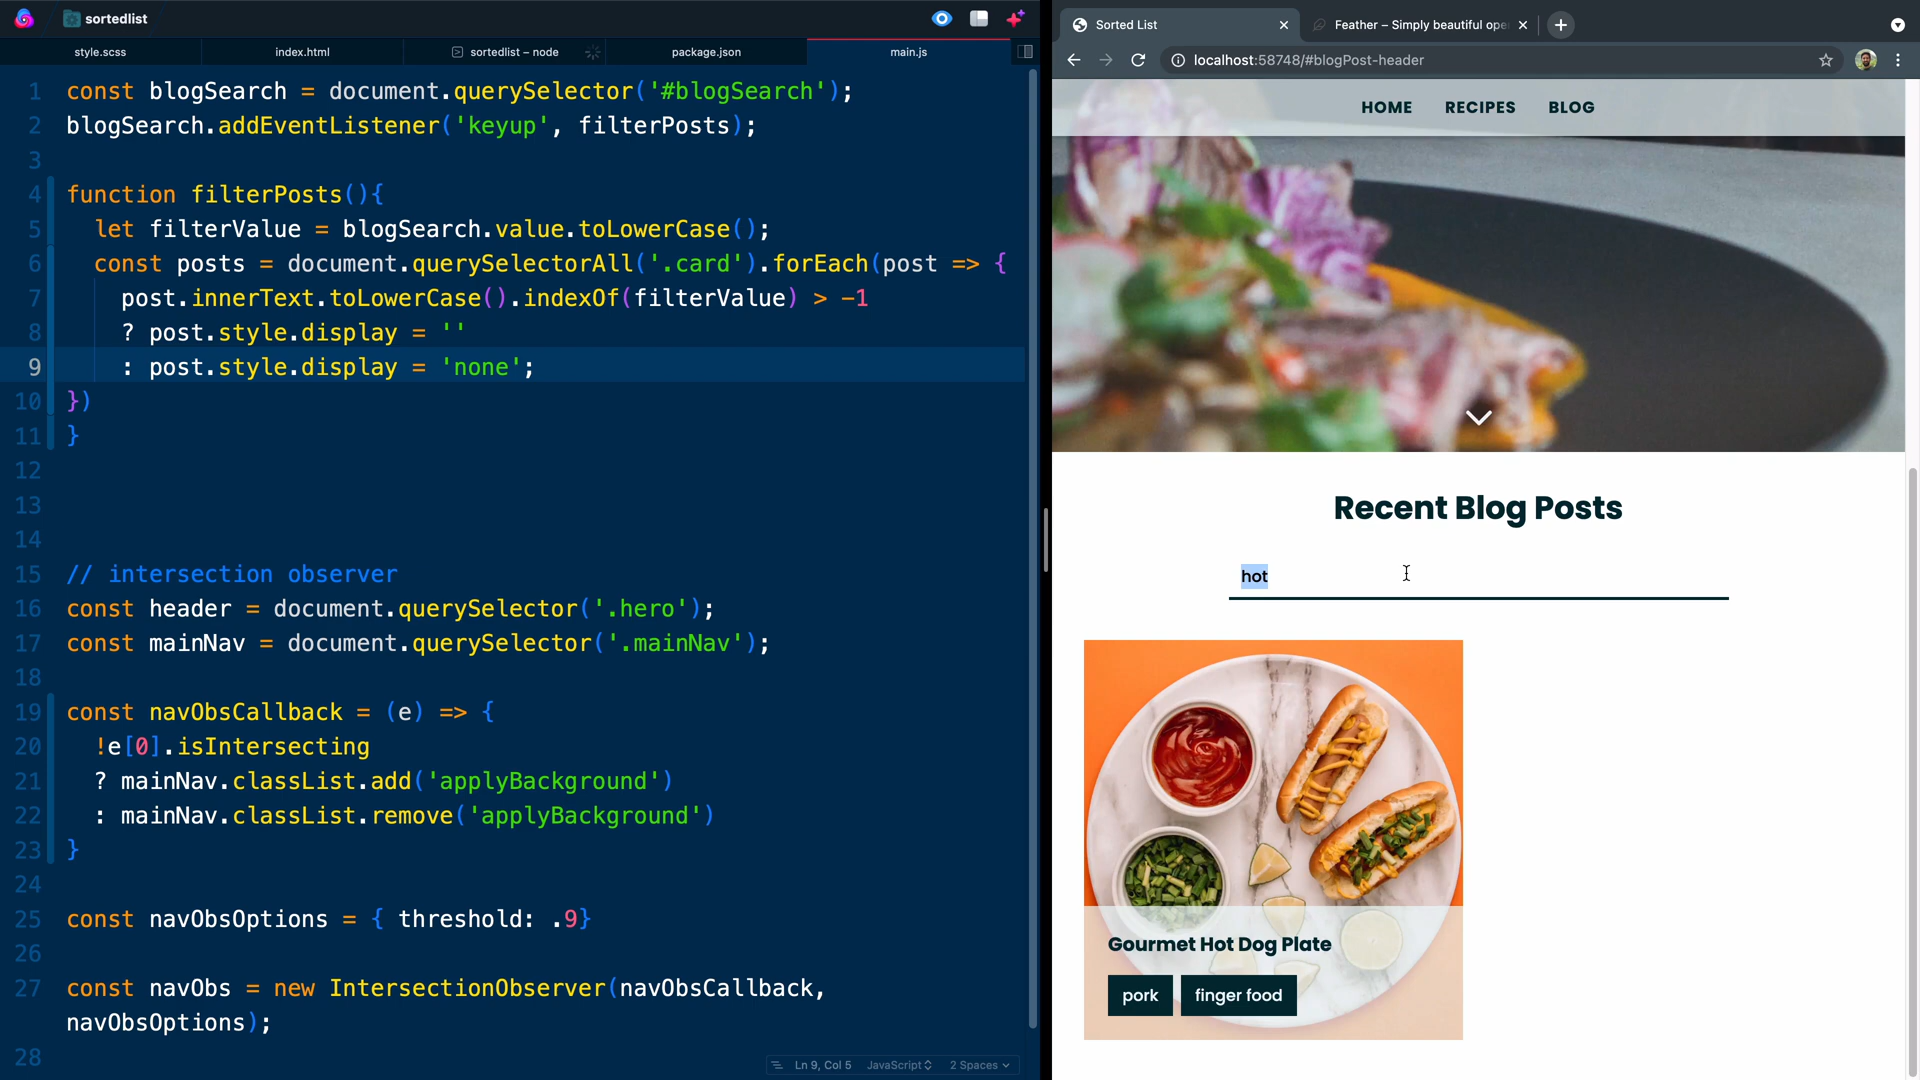 sortedlist
style.scss
index.html
sortedlist – node
package.json
main.js
1 const blogSearch = document.querySelector('#blogSearch');
2 blogSearch.addEventListener('keyup', filterPosts);
3
4 function filterPosts(){
5 let filterValue = blogSearch.value.toLowerCase();
6 const posts = document.querySelectorAll('.card').forEach(post => {
7 post.innerText.toLowerCase().indexOf(filterValue) > -1
8 ? post.style.display = ''
9 : post.style.display = 'none';
10 })
11 }
12
13
14
15 // intersection observer
16 const header = document.querySelector('.hero');
17 const mainNav = document.querySelector('.mainNav');
18
19 const navObsCallback = (e) => {
20 !e[0].isIntersecting
21 ? mainNav.classList.add('applyBackground')
22 : mainNav.classList.remove('applyBackground')
23 }
24
25 const navObsOptions = { threshold: .9}
26
27 const navObs = new IntersectionObserver(navObsCallback,
navObsOptions);
28
Ln 9, Col 5
JavaScript
2 Spaces
Sorted List
Feather – Simply beautiful ope
localhost:58748/#blogPost-header
HOME
RECIPES
BLOG
Recent Blog Posts
hot
Gourmet Hot Dog Plate
pork
finger food